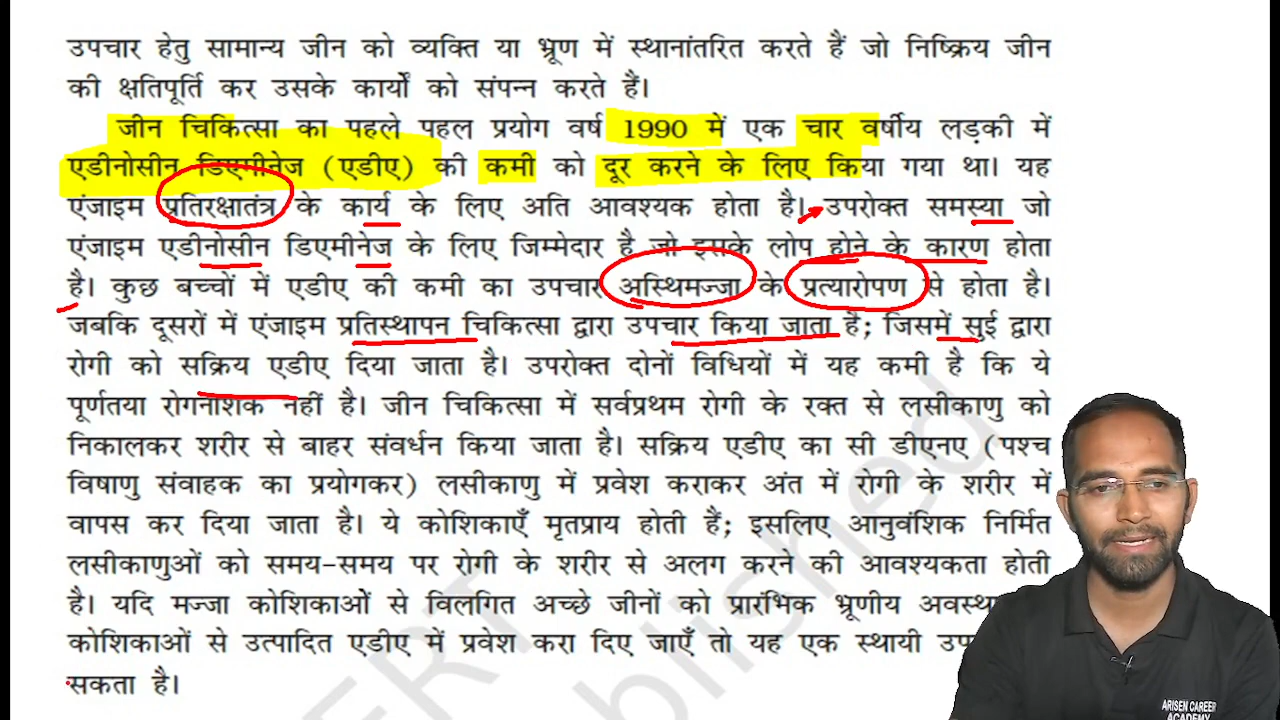 उपचार हेतु सामान्य जीन को व्यक्ति या भ्रूण में स्थानांतरित करते हैं जो निष्क्रिय जीन
की क्षतिपूर्ति कर उसके कार्यों को संपन्न करते हैं।
जीन चिकित्सा का पहले पहल प्रयोग वर्ष 1990 में एक चार वर्षीय लड़की में
एडीनोसीन डिएमीनेज (एडीए) की कमी को दूर करने के लिए किया गया था। यह
एंजाइम प्रतिरक्षातंत्र के कार्य के लिए अति आवश्यक होता है। उपरोक्त समस्या जो
एंजाइम एडीनोसीन डिएमीनेज के लिए जिम्मेदार है जो इसके लोप होने के कारण होता
है। कुछ बच्चों में एडीए की कमी का उपचार अस्थिमज्जा के प्रत्यारोपण से होता है।
जबकि दूसरों में एंजाइम प्रतिस्थापन चिकित्सा द्वारा उपचार किया जाता है; जिसमें सुई द्वारा
रोगी को सक्रिय एडीए दिया जाता है। उपरोक्त दोनों विधियों में यह कमी है कि ये
पूर्णतया रोगनाशक नहीं है। जीन चिकित्सा में सर्वप्रथम रोगी के रक्त से लसीकाणु को
निकालकर शरीर से बाहर संवर्धन किया जाता है। सक्रिय एडीए का सी डीएनए (पश्च
विषाणु संवाहक का प्रयोगकर) लसीकाणु में प्रवेश कराकर अंत में रोगी के शरीर में
वापस कर दिया जाता है। ये कोशिकाएँ मृतप्राय होती हैं; इसलिए आनुवंशिक निर्मित
लसीकाणुओं को समय-समय पर रोगी के शरीर से अलग करने की आवश्यकता होती
है। यदि मज्जा कोशिकाओं से विलगित अच्छे जीनों को प्रारंभिक भ्रूणीय
कोशिकाओं से उत्पादित एडीए में प्रवेश करा दिए जाएँ तो यह एक स्थायी
सकता है।
ARISEN CAREER
ACADEMY